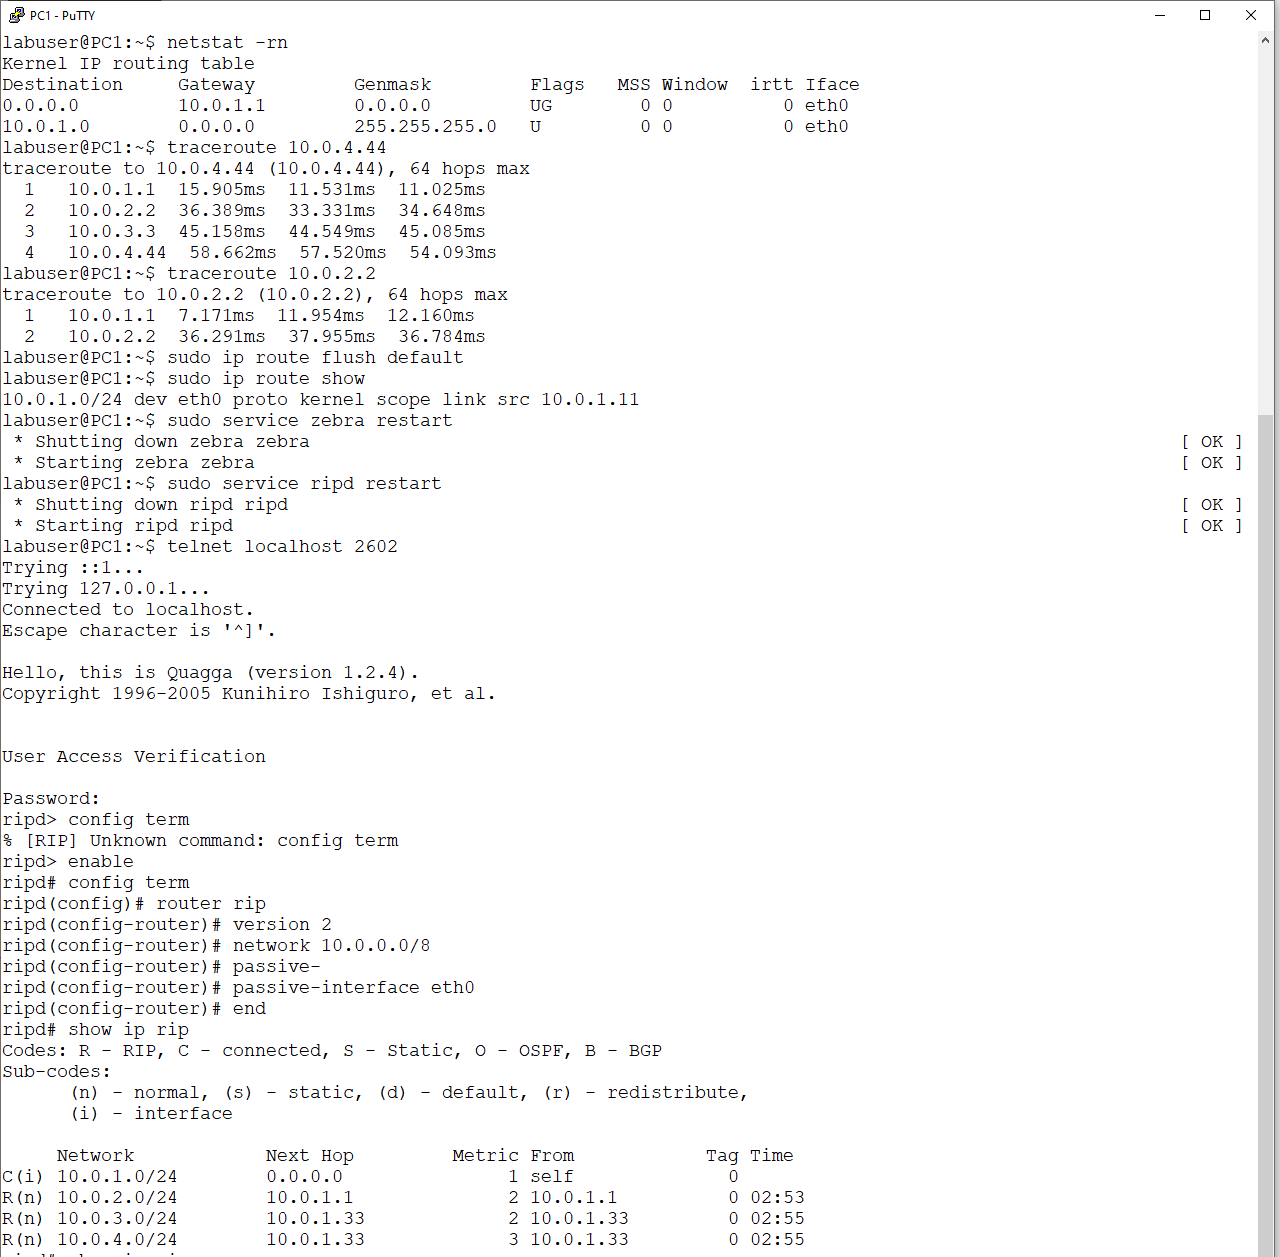 PC1 - PuTTY
labuser@PC1:~$ netstat -rn
Kernel IP routing table
Destination     Gateway         Genmask         Flags   MSS Window  irtt Iface
0.0.0.0         10.0.1.1        0.0.0.0         UG        0 0          0 eth0
10.0.1.0        0.0.0.0         255.255.255.0   U         0 0          0 eth0
labuser@PC1:~$ traceroute 10.0.4.44
traceroute to 10.0.4.44 (10.0.4.44), 64 hops max
  1   10.0.1.1  15.905ms  11.531ms  11.025ms
  2   10.0.2.2  36.389ms  33.331ms  34.648ms
  3   10.0.3.3  45.158ms  44.549ms  45.085ms
  4   10.0.4.44  58.662ms  57.520ms  54.093ms
labuser@PC1:~$ traceroute 10.0.2.2
traceroute to 10.0.2.2 (10.0.2.2), 64 hops max
  1   10.0.1.1  7.171ms  11.954ms  12.160ms
  2   10.0.2.2  36.291ms  37.955ms  36.784ms
labuser@PC1:~$ sudo ip route flush default
labuser@PC1:~$ sudo ip route show
10.0.1.0/24 dev eth0 proto kernel scope link src 10.0.1.11
labuser@PC1:~$ sudo service zebra restart
 * Shutting down zebra zebra                                               [ OK ]
 * Starting zebra zebra                                                    [ OK ]
labuser@PC1:~$ sudo service ripd restart
 * Shutting down ripd ripd                                                 [ OK ]
 * Starting ripd ripd                                                      [ OK ]
labuser@PC1:~$ telnet localhost 2602
Trying ::1...
Trying 127.0.0.1...
Connected to localhost.
Escape character is '^]'.
Hello, this is Quagga (version 1.2.4).
Copyright 1996-2005 Kunihiro Ishiguro, et al.
User Access Verification
Password:
ripd> config term
% [RIP] Unknown command: config term
ripd> enable
ripd# config term
ripd(config)# router rip
ripd(config-router)# version 2
ripd(config-router)# network 10.0.0.0/8
ripd(config-router)# passive-
ripd(config-router)# passive-interface eth0
ripd(config-router)# end
ripd# show ip rip
Codes: R - RIP, C - connected, S - Static, O - OSPF, B - BGP
Sub-codes:
      (n) - normal, (s) - static, (d) - default, (r) - redistribute,
      (i) - interface
     Network            Next Hop         Metric From            Tag Time
C(i) 10.0.1.0/24        0.0.0.0               1 self              0
R(n) 10.0.2.0/24        10.0.1.1              2 10.0.1.1          0 02:53
R(n) 10.0.3.0/24        10.0.1.33             2 10.0.1.33         0 02:55
R(n) 10.0.4.0/24        10.0.1.33             3 10.0.1.33         0 02:55